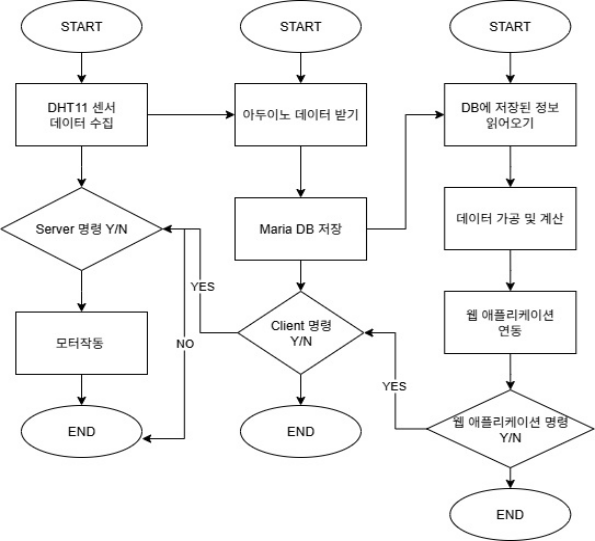 START
START
START
DHT11 센서
데이터 수집
아두이노 데이터 받기
DB에 저장된 정보
읽어오기
Server 명령 Y/N
Maria DB 저장
데이터 가공 및 계산
YES
모터작동
NO
Client 명령
Y/N
웹 애플리케이션
연동
YES
END
END
웹 애플리케이션 명령
Y/N
END